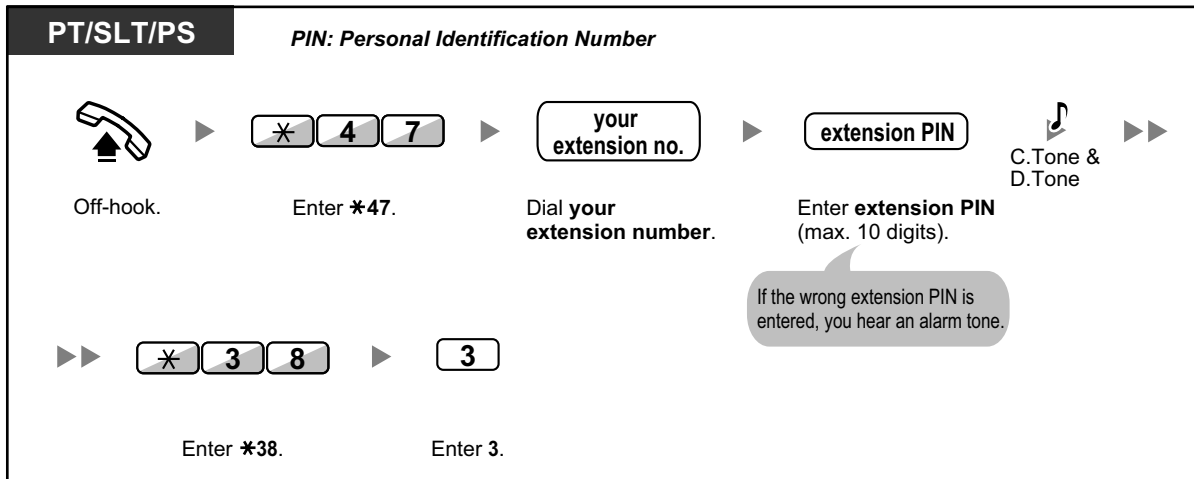 PT/SLT/PS
PIN: Personal Identification Number
* 4 7
your
extension no.
extension PIN
C.Tone &
D.Tone
Off-hook.
Enter *47.
Dial your
extension number.
Enter extension PIN
(max. 10 digits).
If the wrong extension PIN is
entered, you hear an alarm tone.
* 3 8
3
Enter *38.
Enter 3.